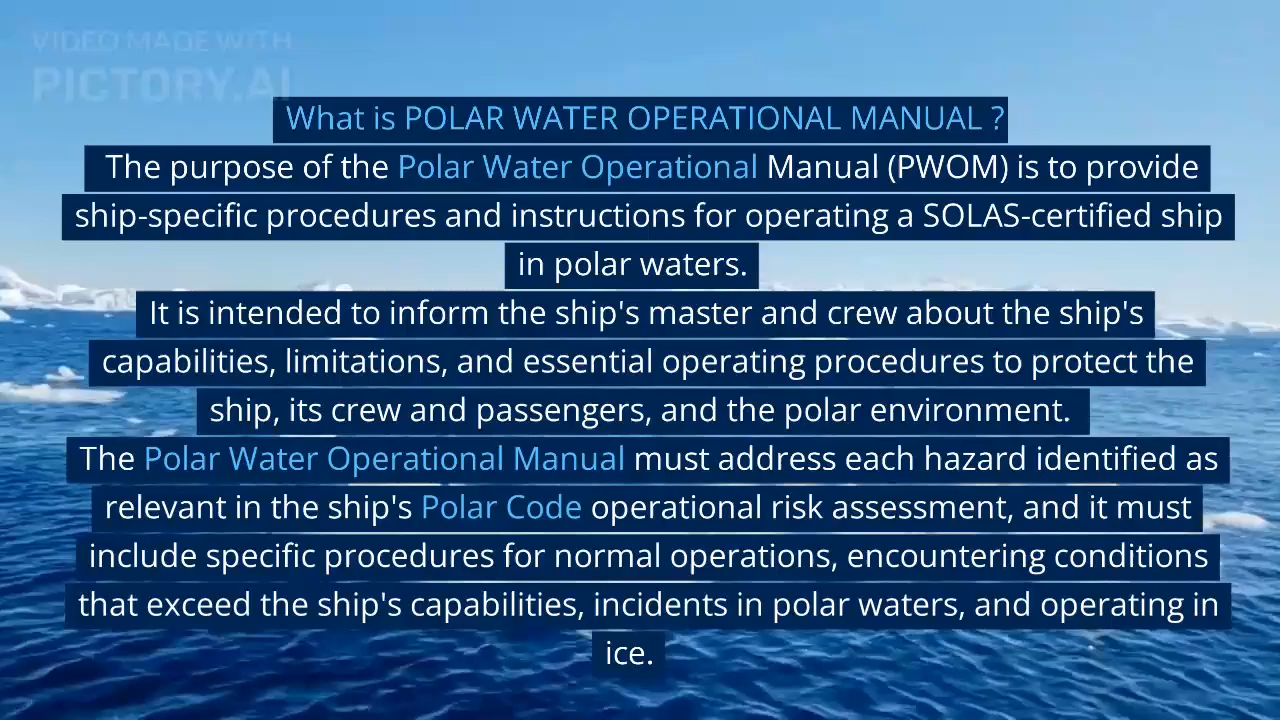 VIDEO MADE WITH
PICTORY.AI
What is POLAR WATER OPERATIONAL MANUAL ?
The purpose of the Polar Water Operational Manual (PWOM) is to provide
ship-specific procedures and instructions for operating a SOLAS-certified ship
in polar waters.
It is intended to inform the ship's master and crew about the ship's
capabilities, limitations, and essential operating procedures to protect the
ship, its crew and passengers, and the polar environment.
The Polar Water Operational Manual must address each hazard identified as
relevant in the ship's Polar Code operational risk assessment, and it must
include specific procedures for normal operations, encountering conditions
that exceed the ship's capabilities, incidents in polar waters, and operating in
ice.